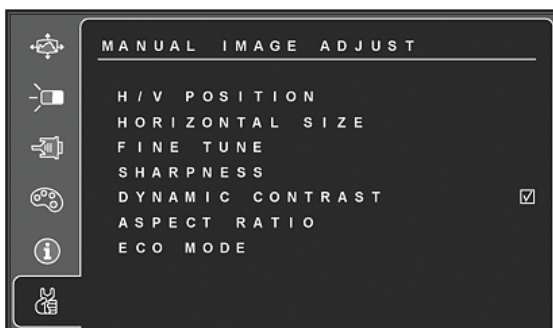 MANUAL IMAGE ADJUST
H/V POSITION
HORIZONTAL SIZE
FINE TUNE
SHARPNESS
DYNAMIC CONTRAST
ASPECT RATIO
ECO MODE